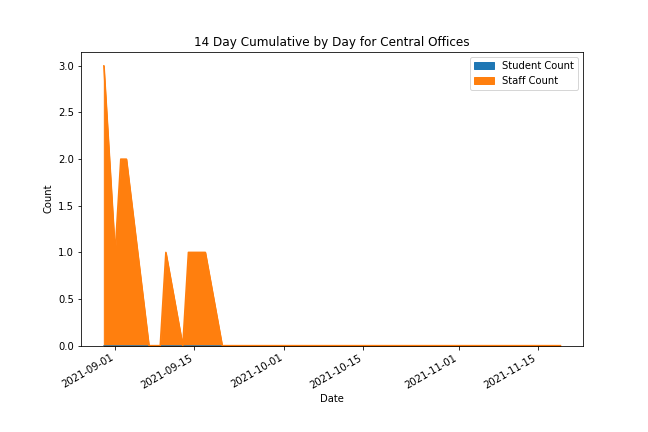 14 Day Cumulative by Day for Central Offices
Student Count
Staff Count
3.0
2.5
2.0
1.5
1.0
0.5
0.0
Count
2021-09-01
2021-09-15
2021-10-01
2021-10-15
2021-11-01
2021-11-15
Date